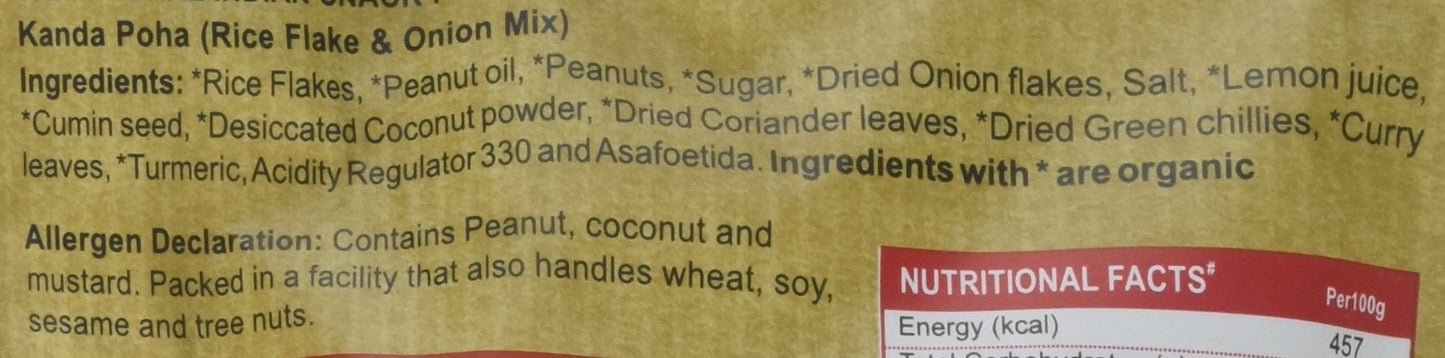 INDIAN SNACK
Kanda Poha (Rice Flake & Onion Mix)
Ingredients: *Rice Flakes, *Peanut oil, *Peanuts, *Sugar, *Dried Onion flakes, Salt, *Lemon juice,
*Cumin seed, *Desiccated Coconut powder, *Dried Coriander leaves, *Dried Green chillies, *Curry
leaves, *Turmeric, Acidity Regulator 330 and Asafoetida. Ingredients with * are organic
Allergen Declaration: Contains Peanut, coconut and
mustard. Packed in a facility that also handles wheat, soy,
sesame and tree nuts.
NUTRITIONAL FACTS# Per100g
Energy (kcal) 457